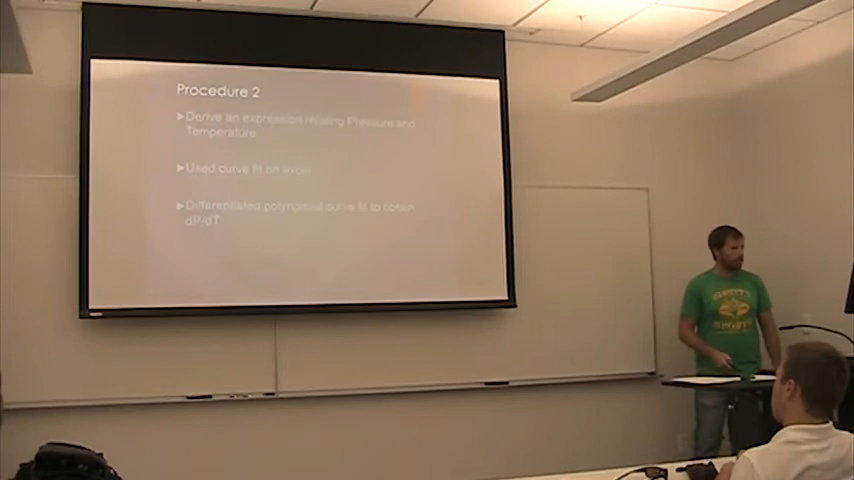 Procedure 2
▶Derive an expression relating Pressure and
Temperature
▶Used curve fit on excel
▶Differentiated polynomial curve fit to obtain
dP/dT